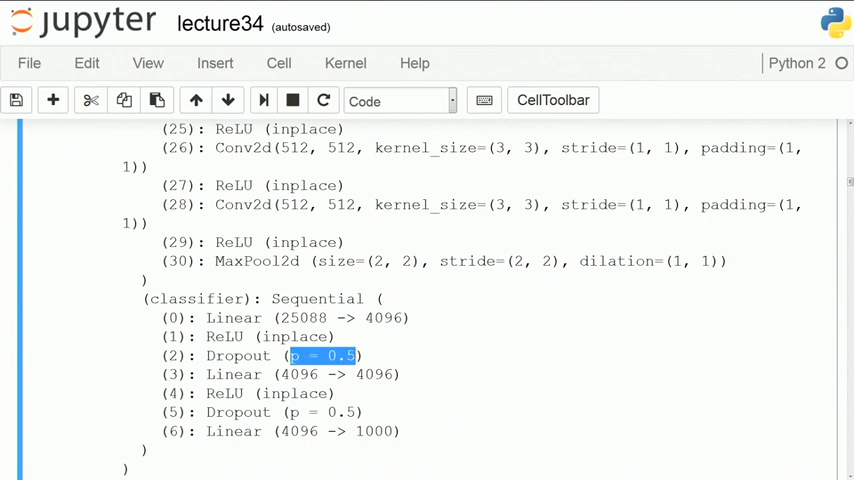 jupyter lecture34 (autosaved)
File Edit View Insert Cell Kernel Help Python 2
Code CellToolbar
(25): ReLU (inplace)
(26): Conv2d(512, 512, kernel_size=(3, 3), stride=(1, 1), padding=(1,
1))
(27): ReLU (inplace)
(28): Conv2d(512, 512, kernel_size=(3, 3), stride=(1, 1), padding=(1,
1))
(29): ReLU (inplace)
(30): MaxPool2d (size=(2, 2), stride=(2, 2), dilation=(1, 1))
)
(classifier): Sequential (
(0): Linear (25088 -> 4096)
(1): ReLU (inplace)
(2): Dropout (p = 0.5)
(3): Linear (4096 -> 4096)
(4): ReLU (inplace)
(5): Dropout (p = 0.5)
(6): Linear (4096 -> 1000)
)
)